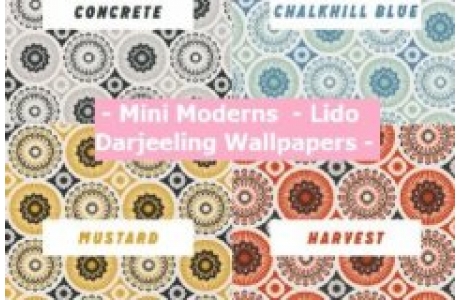 CONCRETE
CHALKHILL BLUE
- Mini Moderns - Lido
Darjeeling Wallpapers -
MUSTARD
HARVEST